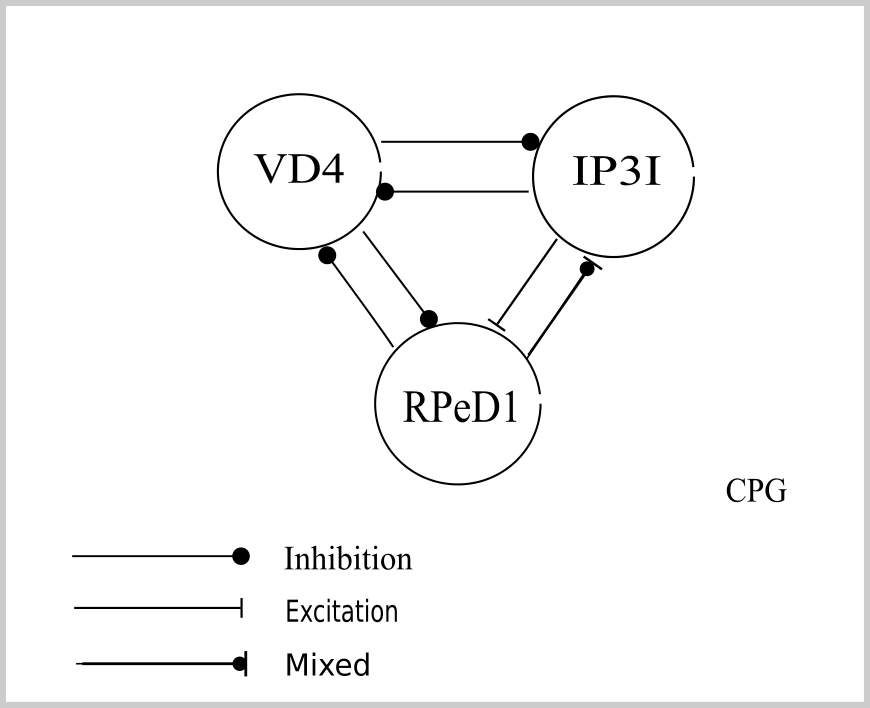 VD4
IP3I
RPeD1
CPG
Inhibition
Excitation
Mixed